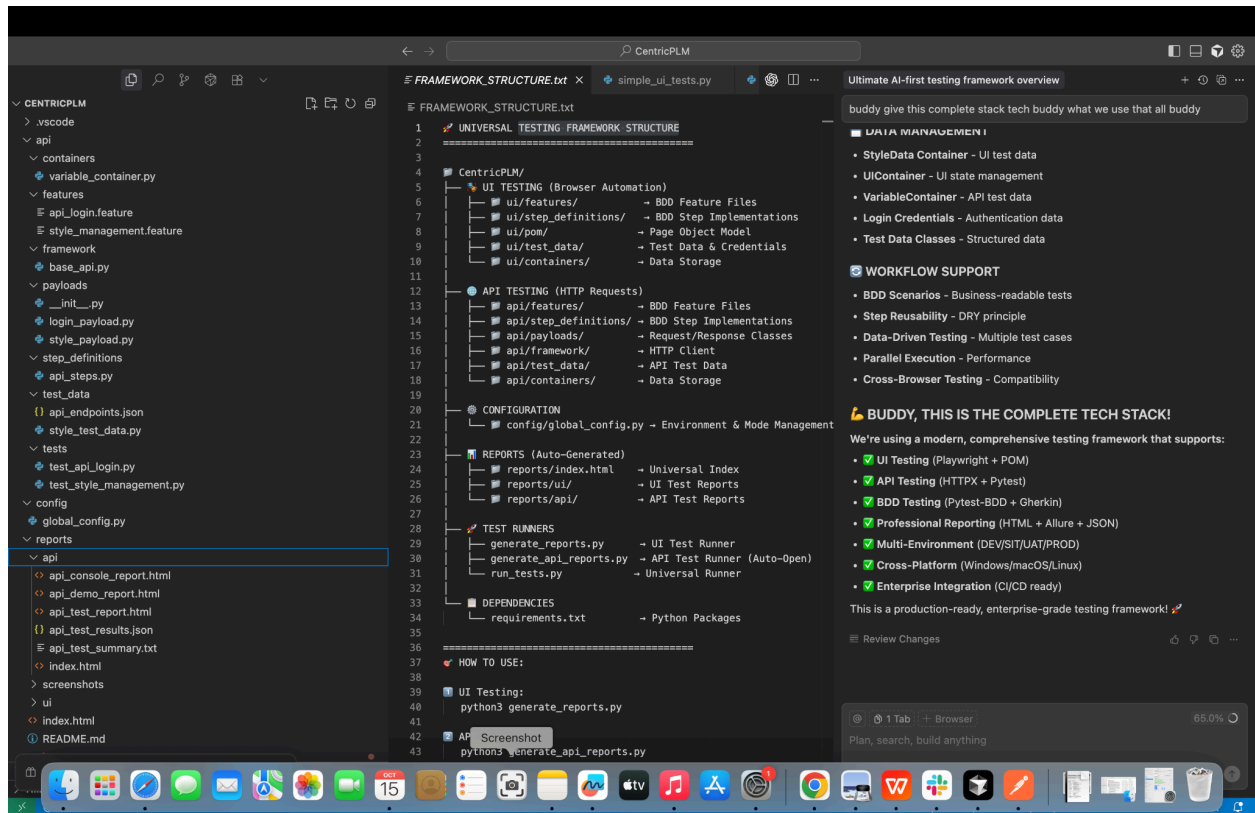 CentricPLM
CENTRICPLM
.vscode
api
containers
variable_container.py
features
api_login.feature
style_management.feature
framework
base_api.py
payloads
__init__.py
login_payload.py
style_payload.py
step_definitions
api_steps.py
test_data
{} api_endpoints.json
style_test_data.py
tests
test_api_login.py
test_style_management.py
config
global_config.py
reports
api
<> api_console_report.html
<> api_demo_report.html
<> api_test_report.html
{} api_test_results.json
api_test_summary.txt
<> index.html
screenshots
ui
<> index.html
README.md
FRAMEWORK_STRUCTURE.txt ×
simple_ui_tests.py
FRAMEWORK_STRUCTURE.txt
1 🚀 UNIVERSAL TESTING FRAMEWORK STRUCTURE
2 =========================================
3
4 📁 CentricPLM/
5 ├── 🎭 UI TESTING (Browser Automation)
6 │ ├── 📁 ui/features/ → BDD Feature Files
7 │ ├── 📁 ui/step_definitions/ → BDD Step Implementations
8 │ ├── 📁 ui/pom/ → Page Object Model
9 │ ├── 📁 ui/test_data/ → Test Data & Credentials
10 │ └── 📁 ui/containers/ → Data Storage
11 │
12 ├── 🌐 API TESTING (HTTP Requests)
13 │ ├── 📁 api/features/ → BDD Feature Files
14 │ ├── 📁 api/step_definitions/ → BDD Step Implementations
15 │ ├── 📁 api/payloads/ → Request/Response Classes
16 │ ├── 📁 api/framework/ → HTTP Client
17 │ ├── 📁 api/test_data/ → API Test Data
18 │ └── 📁 api/containers/ → Data Storage
19 │
20 ├── ⚙️ CONFIGURATION
21 │ └── 📁 config/global_config.py → Environment & Mode Management
22 │
23 ├── 📊 REPORTS (Auto-Generated)
24 │ ├── 📁 reports/index.html → Universal Index
25 │ ├── 📁 reports/ui/ → UI Test Reports
26 │ └── 📁 reports/api/ → API Test Reports
27 │
28 ├── 🚀 TEST RUNNERS
29 │ ├── generate_reports.py → UI Test Runner
30 │ ├── generate_api_reports.py → API Test Runner (Auto-Open)
31 │ └── run_tests.py → Universal Runner
32 │
33 └── 📋 DEPENDENCIES
34 └── requirements.txt → Python Packages
35
36 =========================================
37 🎯 HOW TO USE:
38
39 1️⃣ UI Testing:
40 python3 generate_reports.py
41
42 2️⃣ AP
43 python3 generate_api_reports.py
Screenshot
Ultimate AI-first testing framework overview
buddy give this complete stack tech buddy what we use that all buddy
DATA MANAGEMENT
• StyleData Container - UI test data
• UIContainer - UI state management
• VariableContainer - API test data
• Login Credentials - Authentication data
• Test Data Classes - Structured data
🔄 WORKFLOW SUPPORT
• BDD Scenarios - Business-readable tests
• Step Reusability - DRY principle
• Data-Driven Testing - Multiple test cases
• Parallel Execution - Performance
• Cross-Browser Testing - Compatibility
💪 BUDDY, THIS IS THE COMPLETE TECH STACK!
We're using a modern, comprehensive testing framework that supports:
• ✅ UI Testing (Playwright + POM)
• ✅ API Testing (HTTPX + Pytest)
• ✅ BDD Testing (Pytest-BDD + Gherkin)
• ✅ Professional Reporting (HTML + Allure + JSON)
• ✅ Multi-Environment (DEV/SIT/UAT/PROD)
• ✅ Cross-Platform (Windows/macOS/Linux)
• ✅ Enterprise Integration (CI/CD ready)
This is a production-ready, enterprise-grade testing framework! 🚀
Review Changes
@ 1 Tab + Browser 65.0%
Plan, search, build anything
OCT
15
tv
1